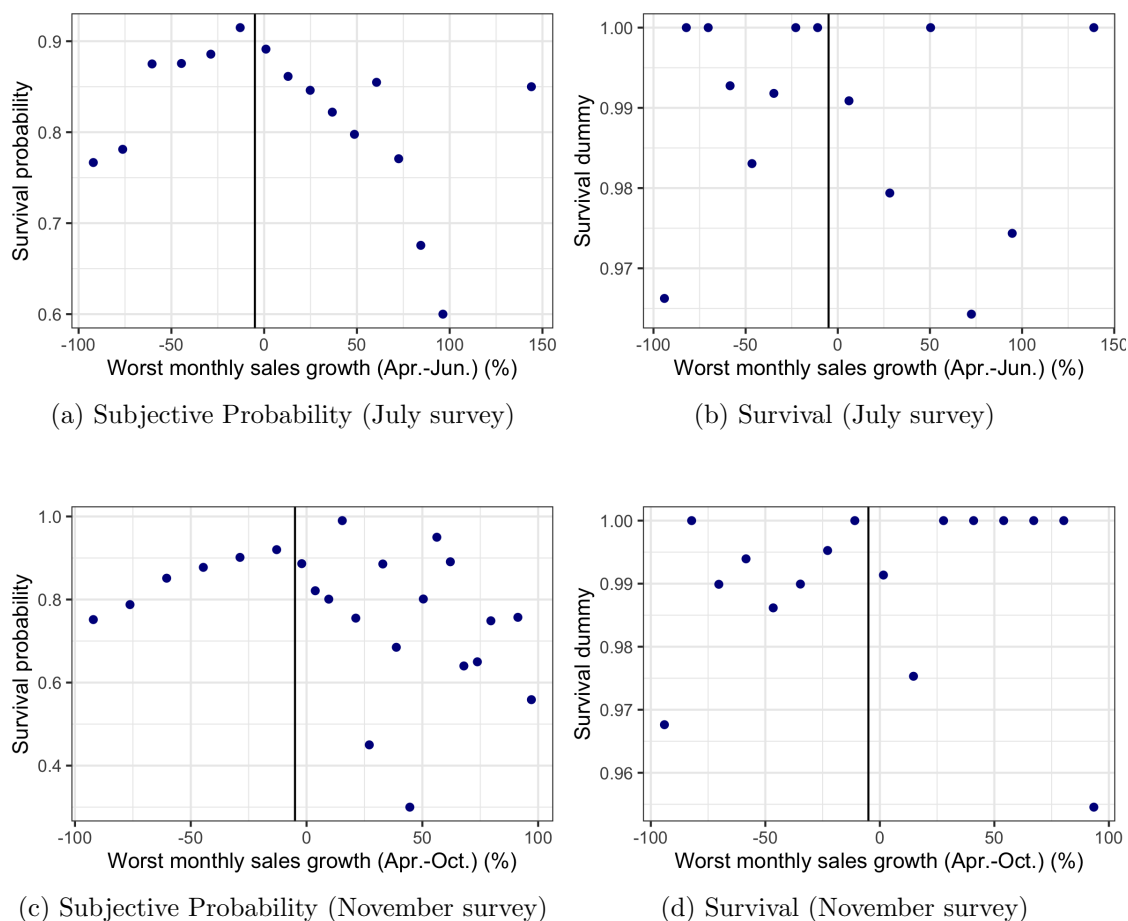 Survival probability
0.9
0.8
0.7
0.6
-100 -50 0 50 100 150
Worst monthly sales growth (Apr.-Jun.) (%)
(a) Subjective Probability (July survey)
Survival dummy
1.00
0.99
0.98
0.97
-100 -50 0 50 100 150
Worst monthly sales growth (Apr.-Jun.) (%)
(b) Survival (July survey)
Survival probability
1.0
0.8
0.6
0.4
-100 -50 0 50 100
Worst monthly sales growth (Apr.-Oct.) (%)
(c) Subjective Probability (November survey)
Survival dummy
1.00
0.99
0.98
0.97
0.96
-100 -50 0 50 100
Worst monthly sales growth (Apr.-Oct.) (%)
(d) Survival (November survey)